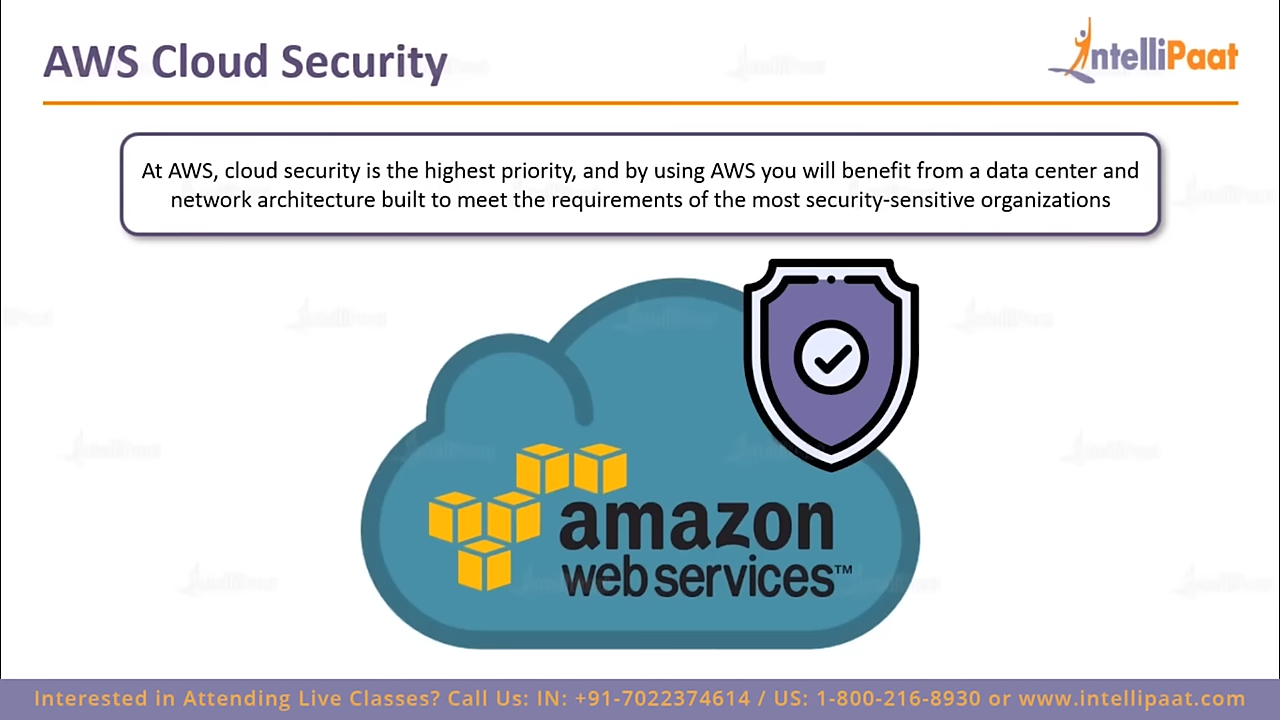 AWS Cloud Security
IntelliPaat
At AWS, cloud security is the highest priority, and by using AWS you will benefit from a data center and
network architecture built to meet the requirements of the most security-sensitive organizations
amazon
web services™
Interested in Attending Live Classes? Call Us: IN: +91-7022374614 / US: 1-800-216-8930 or www.intellipaat.com